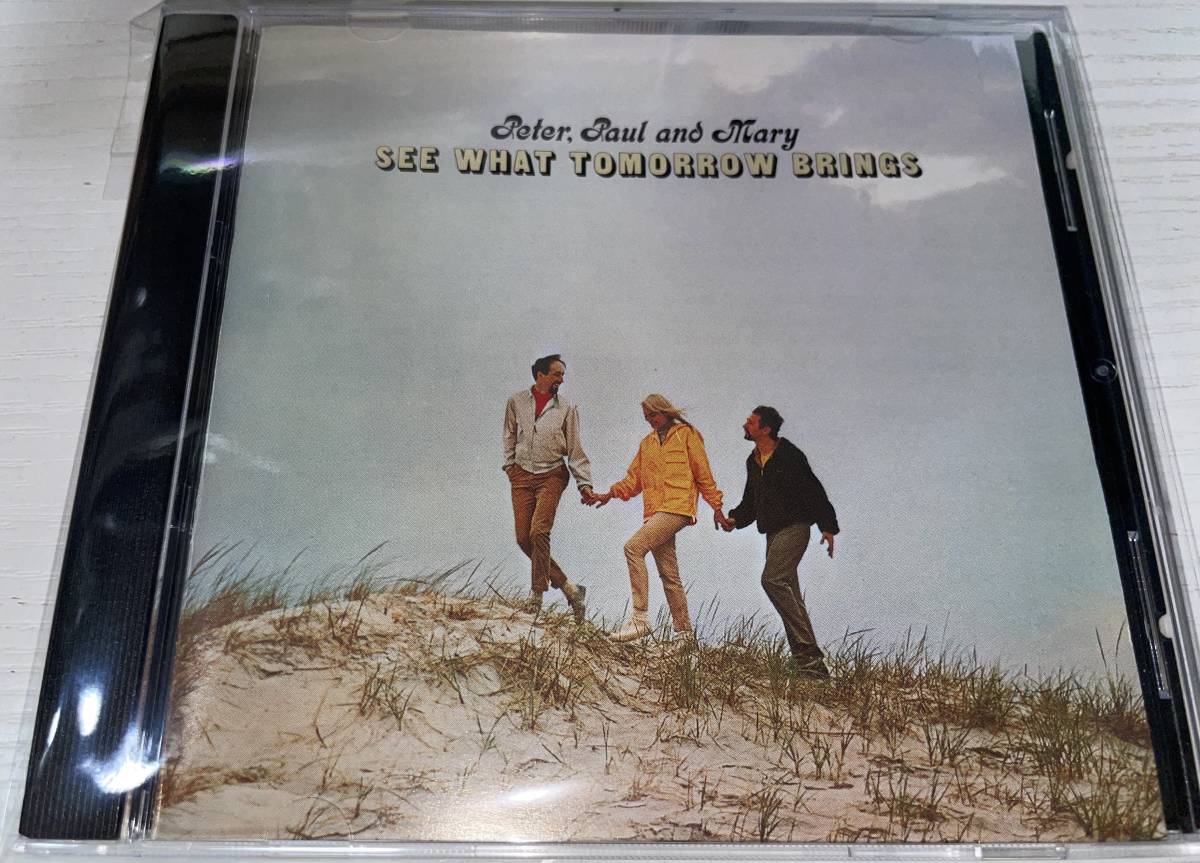 Peter, Paul and Mary
SEE WHAT TOMORROW BRINGS